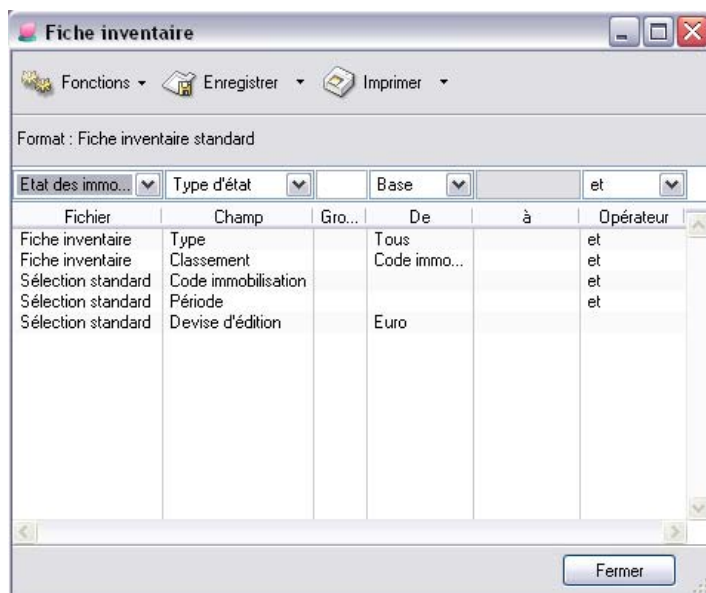 Fiche inventaire
Fonctions Enregistrer Imprimer
Format : Fiche inventaire standard
Etat des immo... Type d'état Base et
Fichier Champ Gro... De à Opérateur
Fiche inventaire Type Tous et
Fiche inventaire Classement Code immo... et
Sélection standard Code immobilisation et
Sélection standard Période et
Sélection standard Devise d'édition Euro
Fermer